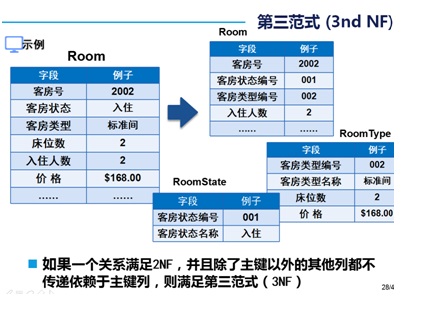 第三范式 (3nd NF)
示例
Room
字段 例子
客房号 2002
客房状态 入住
客房类型 标准间
床位数 2
入住人数 2
价 格 $168.00
…… ……
Room
字段 例子
客房号 2002
客房状态编号 001
客房类型编号 002
入住人数 2
…… ……
RoomType
字段 例子
客房类型编号 002
客房类型名称 标准间
床位数 2
价 格 $168.00
RoomState
字段 例子
客房状态编号 001
客房状态名称 入住
如果一个关系满足2NF，并且除了主键以外的其他列都不
传递依赖于主键列，则满足第三范式（3NF）
28/4